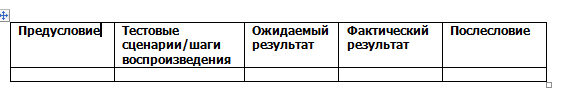 Предусловие
Тестовые
сценарии/шаги
воспроизведения
Ожидаемый
результат
Фактический
результат
Послесловие